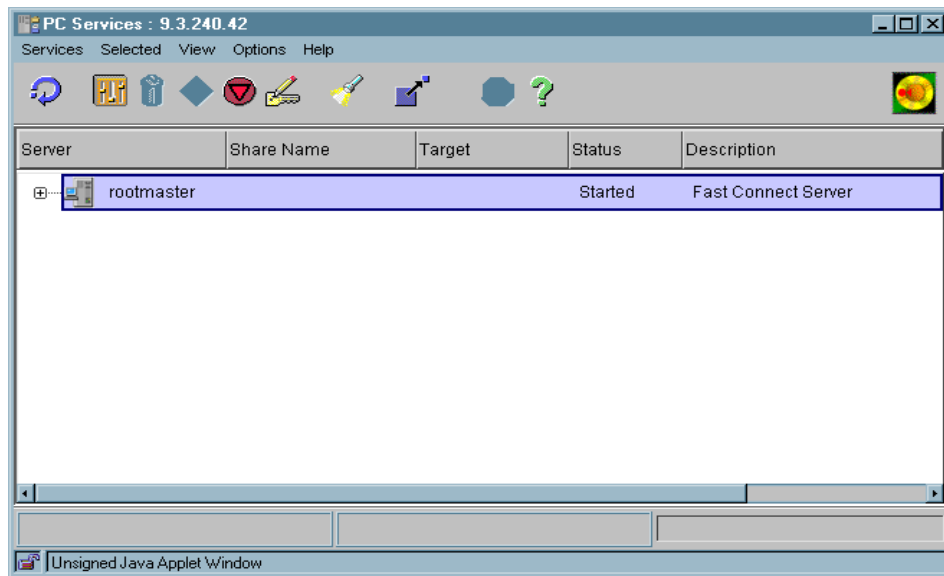 PC Services : 9.3.240.42
Services Selected View Options Help
Server Share Name Target Status Description
rootmaster Started Fast Connect Server
Unsigned Java Applet Window